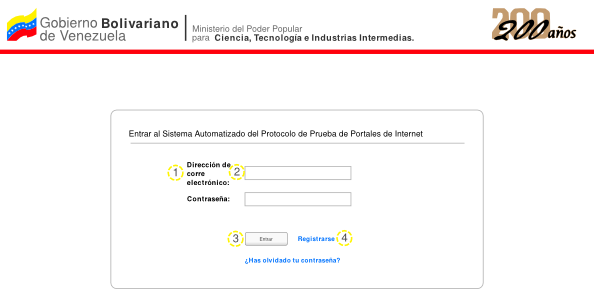 Gobierno Bolivariano
de Venezuela
Ministerio del Poder Popular
para Ciencia, Tecnología e Industrias Intermedias.
200 años
Entrar al Sistema Automatizado del Protocolo de Prueba de Portales de Internet
1
Dirección de
corre
electrónico:
2
Contraseña:
3
Entrar
Registrarse
4
¿Has olvidado tu contraseña?